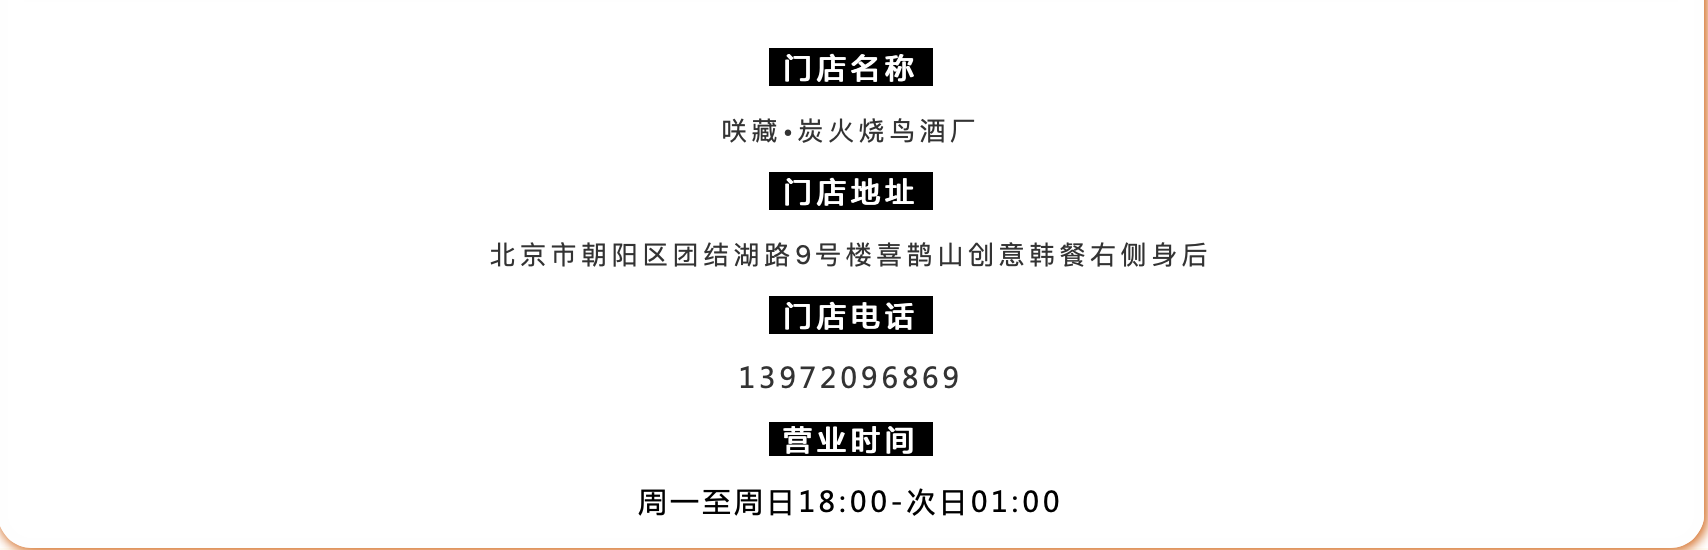 门店名称
咲藏•炭火烧鸟酒厂
门店地址
北京市朝阳区团结湖路9号楼喜鹊山创意韩餐右侧身后
门店电话
13972096869
营业时间
周一至周日18:00-次日01:00